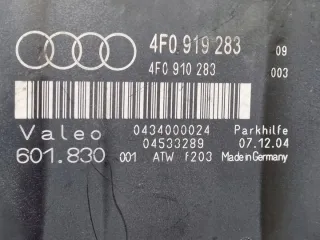 4F0 919 283 09
4F0 910 283 003
Valeo 0434000024 Parkhilfe
04533289 07.12.04
601.830 001 ATW f203 Made in Germany